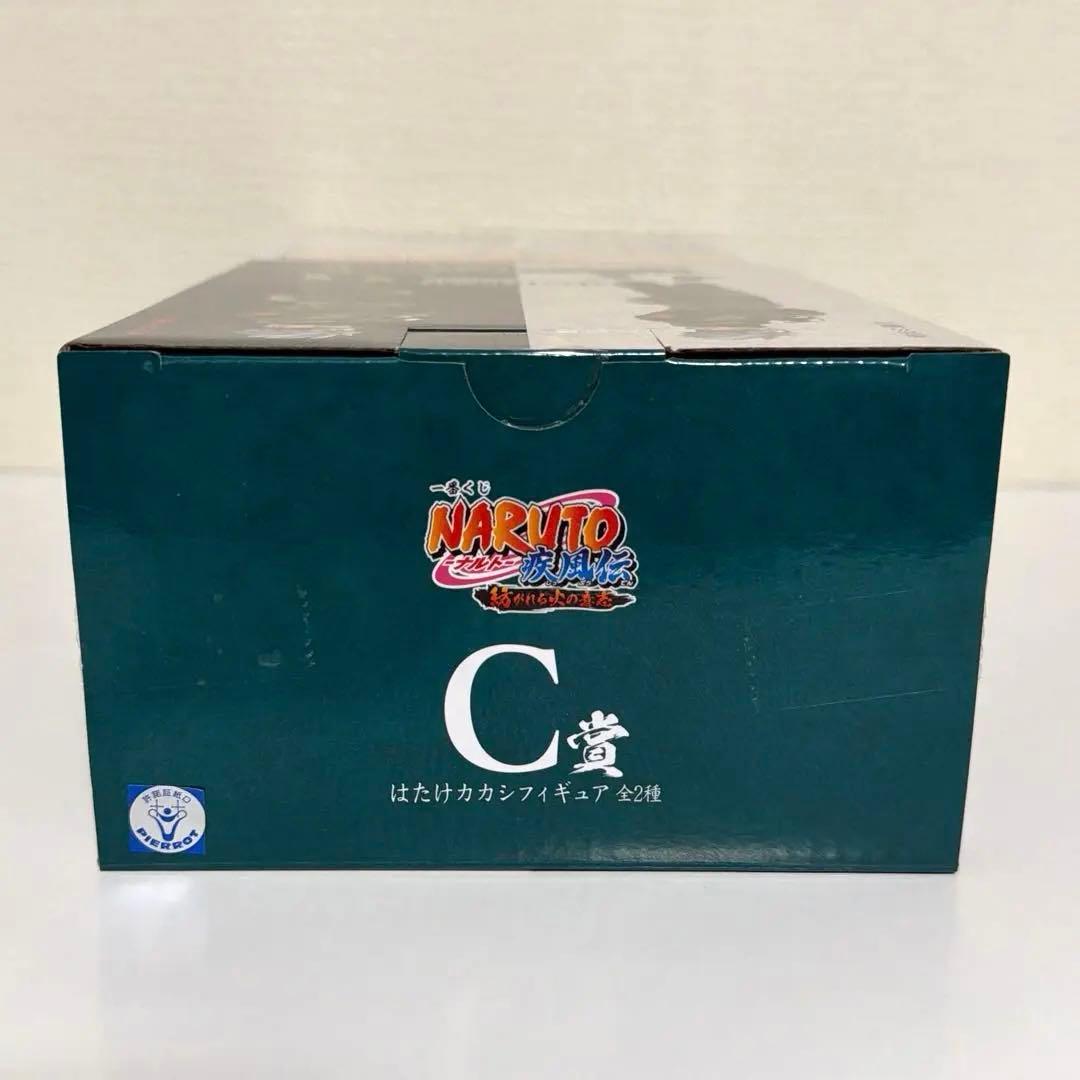 一番くじ
NARUTO
-ナルト-
疾風伝
紡がれる火の意志
C賞
はたけカカシフィギュア 全2種
許諾証紙
PIERROT